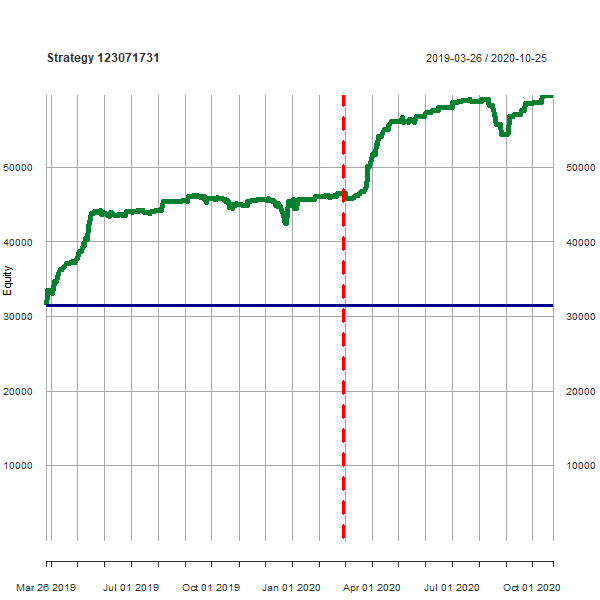 Strategy 123071731
2019-03-26 / 2020-10-25
50000
50000
40000
40000
Equity
30000
30000
20000
20000
10000
10000
Mar 26 2019
Jul 01 2019
Oct 01 2019
Jan 01 2020
Apr 01 2020
Jul 01 2020
Oct 01 2020